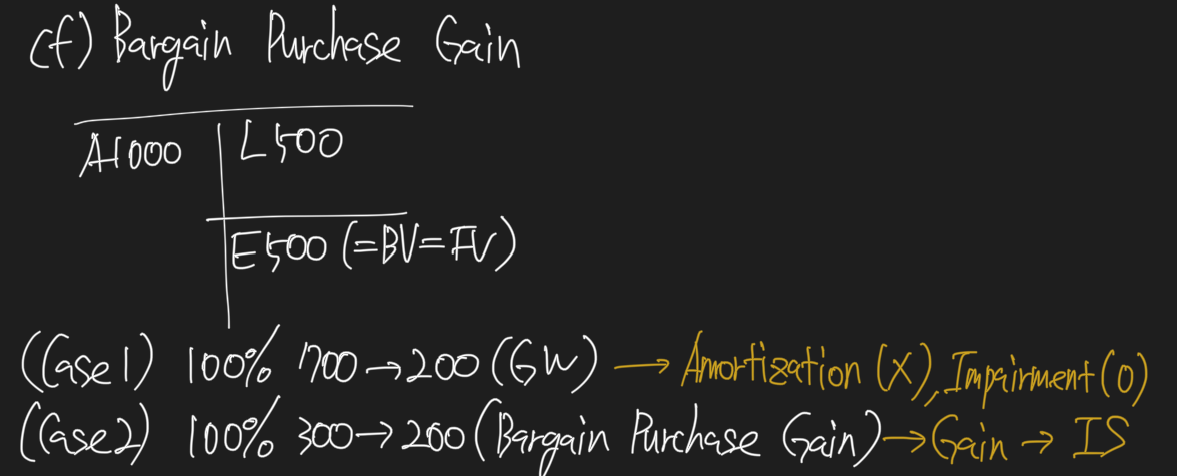 cf) Bargain Purchase Gain
A1000 L500
E500 (=BV=FV)
(Case1) 100% 700→200 (GW) → Amortization (X), Impairment (O)
(Case2) 100% 300→200 (Bargain Purchase Gain) → Gain → IS